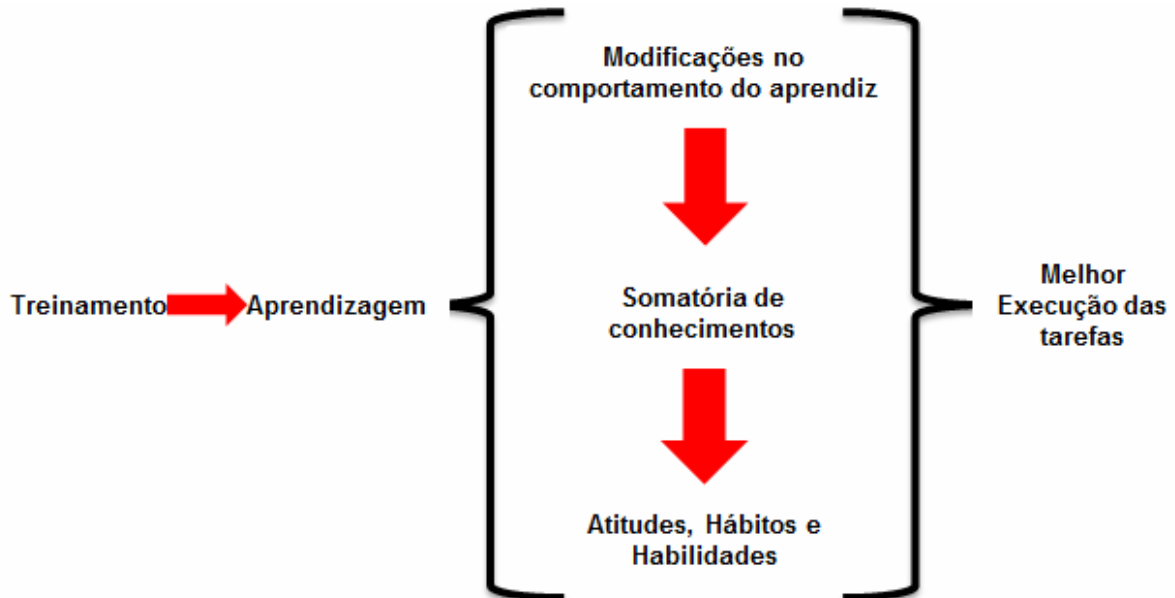 Treinamento
Aprendizagem
Modificações no
comportamento do aprendiz
Somatória de
conhecimentos
Atitudes, Hábitos e
Habilidades
Melhor
Execução das
tarefas